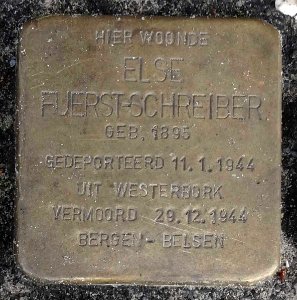 HIER WOONDE
ELSE
FUERST-SCHREIBER
GEB. 1895
GEDEPORTEERD 11.1.1944
UIT WESTERBORK
VERMOORD 29.12.1944
BERGEN-BELSEN